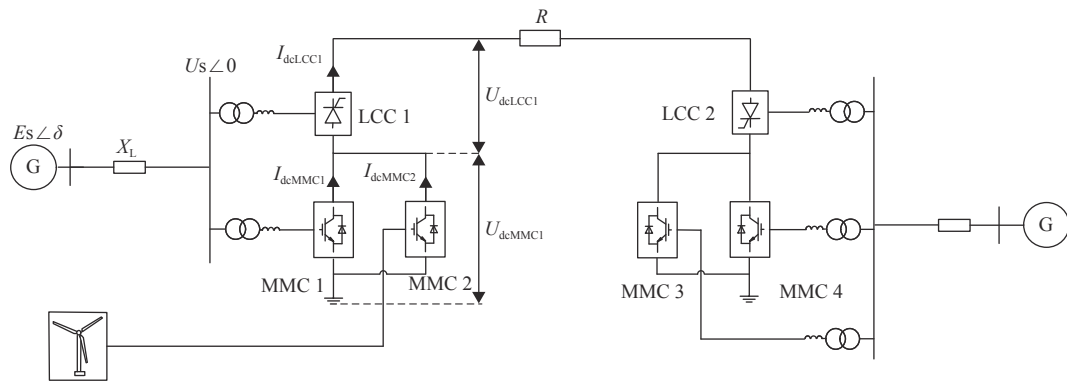 R
I_dcLCC1
Us∠0
U_dcLCC1
LCC 1
LCC 2
Es∠δ
X_L
G
I_dcMMC1
I_dcMMC2
U_dcMMC1
G
MMC 1
MMC 2
MMC 3
MMC 4